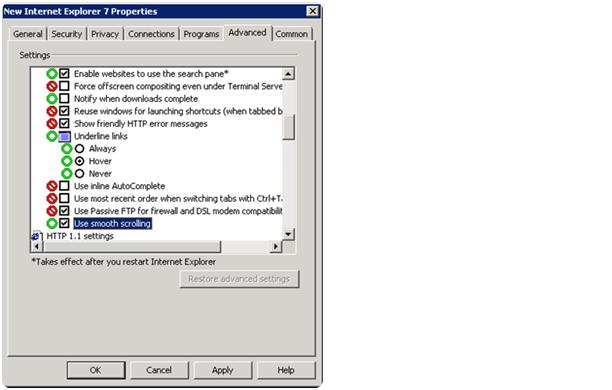 New Internet Explorer 7 Properties
General Security Privacy Connections Programs Advanced Common
Settings
Enable websites to use the search pane*
Force offscreen compositing even under Terminal Serve
Notify when downloads complete
Reuse windows for launching shortcuts (when tabbed b
Show friendly HTTP error messages
Underline links
Always
Hover
Never
Use inline AutoComplete
Use most recent order when switching tabs with Ctrl+T
Use Passive FTP for firewall and DSL modem compatibilit
Use smooth scrolling
HTTP 1.1 settings
*Takes effect after you restart Internet Explorer
Restore advanced settings
OK Cancel Apply Help